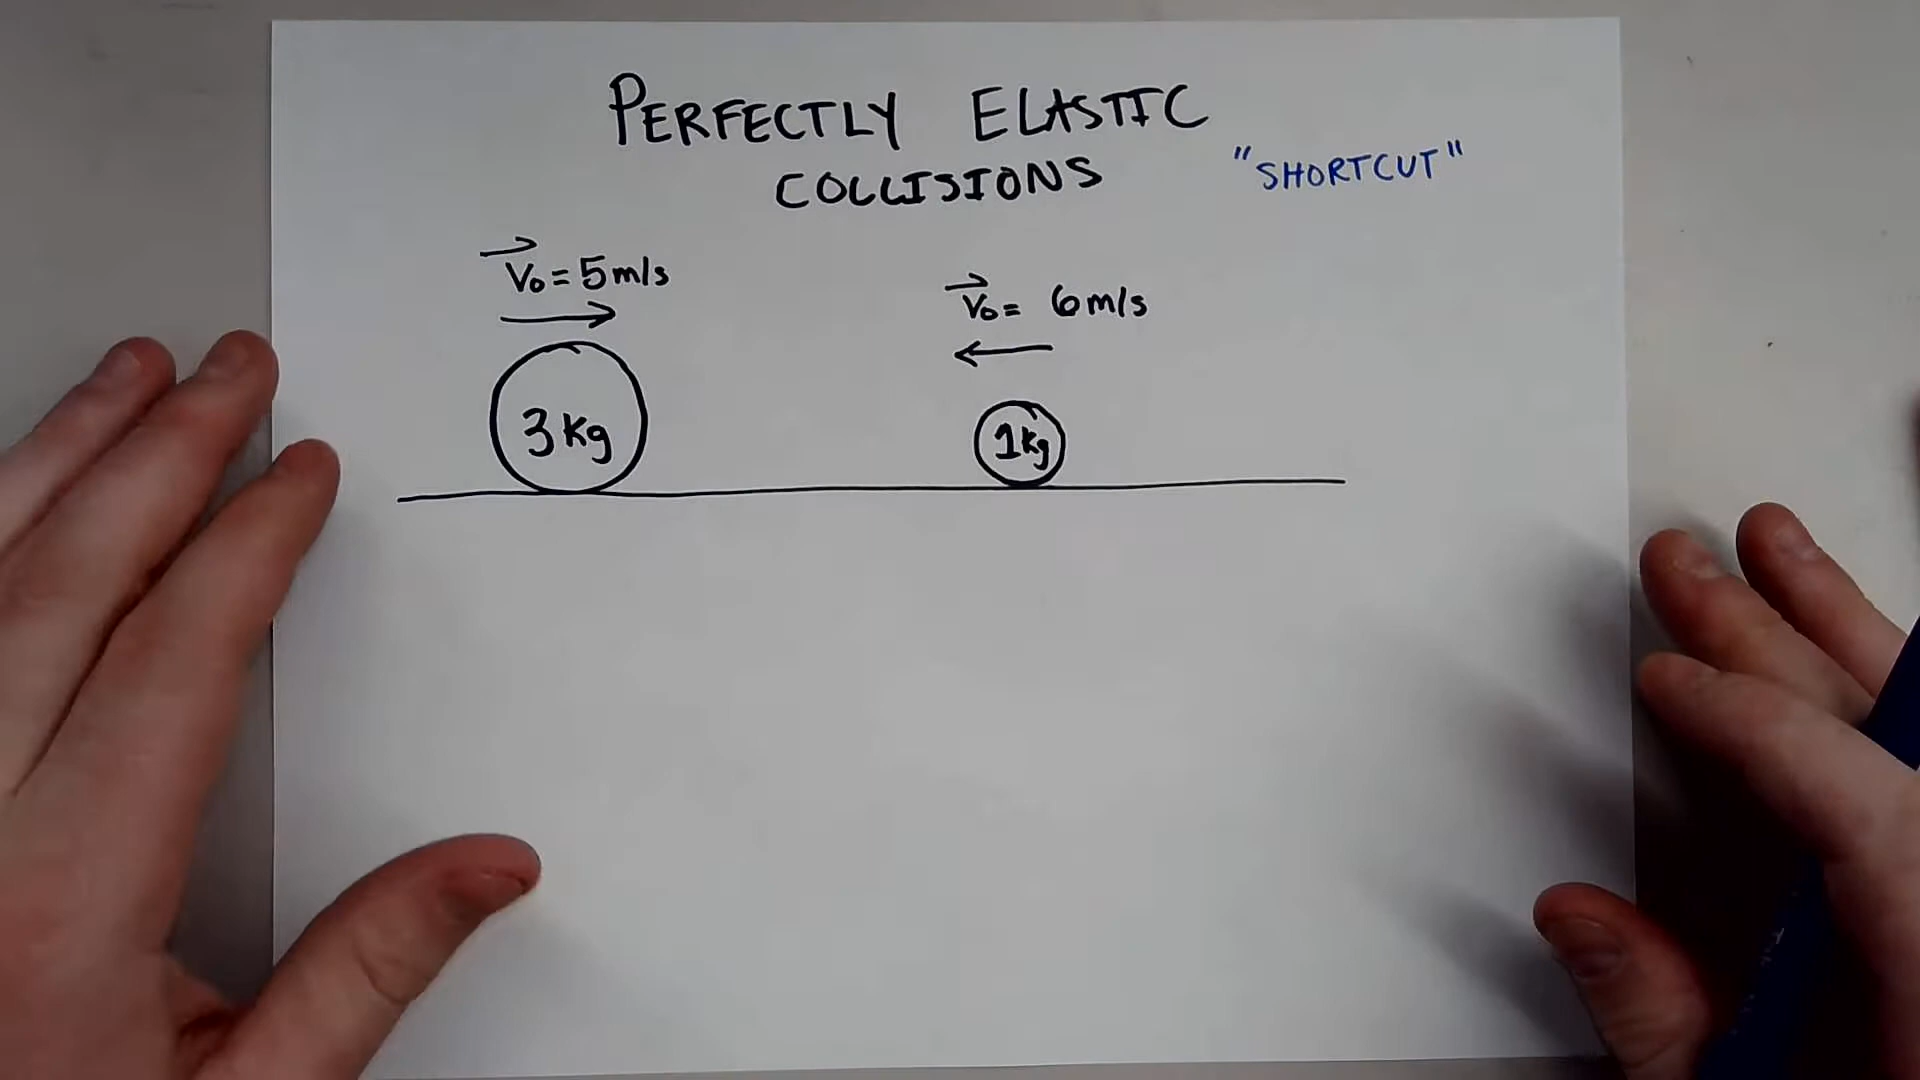 PERFECTLY ELASTIC
COLLISIONS
"SHORTCUT"
V₀ = 5 m/s
V₀ = 6 m/s
3 Kg
1 Kg